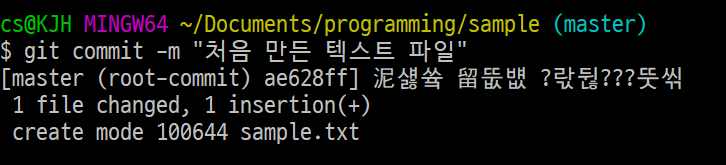 cs@KJH MINGW64 ~/Documents/programming/sample (master)
$ git commit -m "처음 만든 텍스트 파일"
[master (root-commit) ae628ff] 泥섏쓬 留뚮뱺 ?띿뒪???뚯씪
 1 file changed, 1 insertion(+)
 create mode 100644 sample.txt